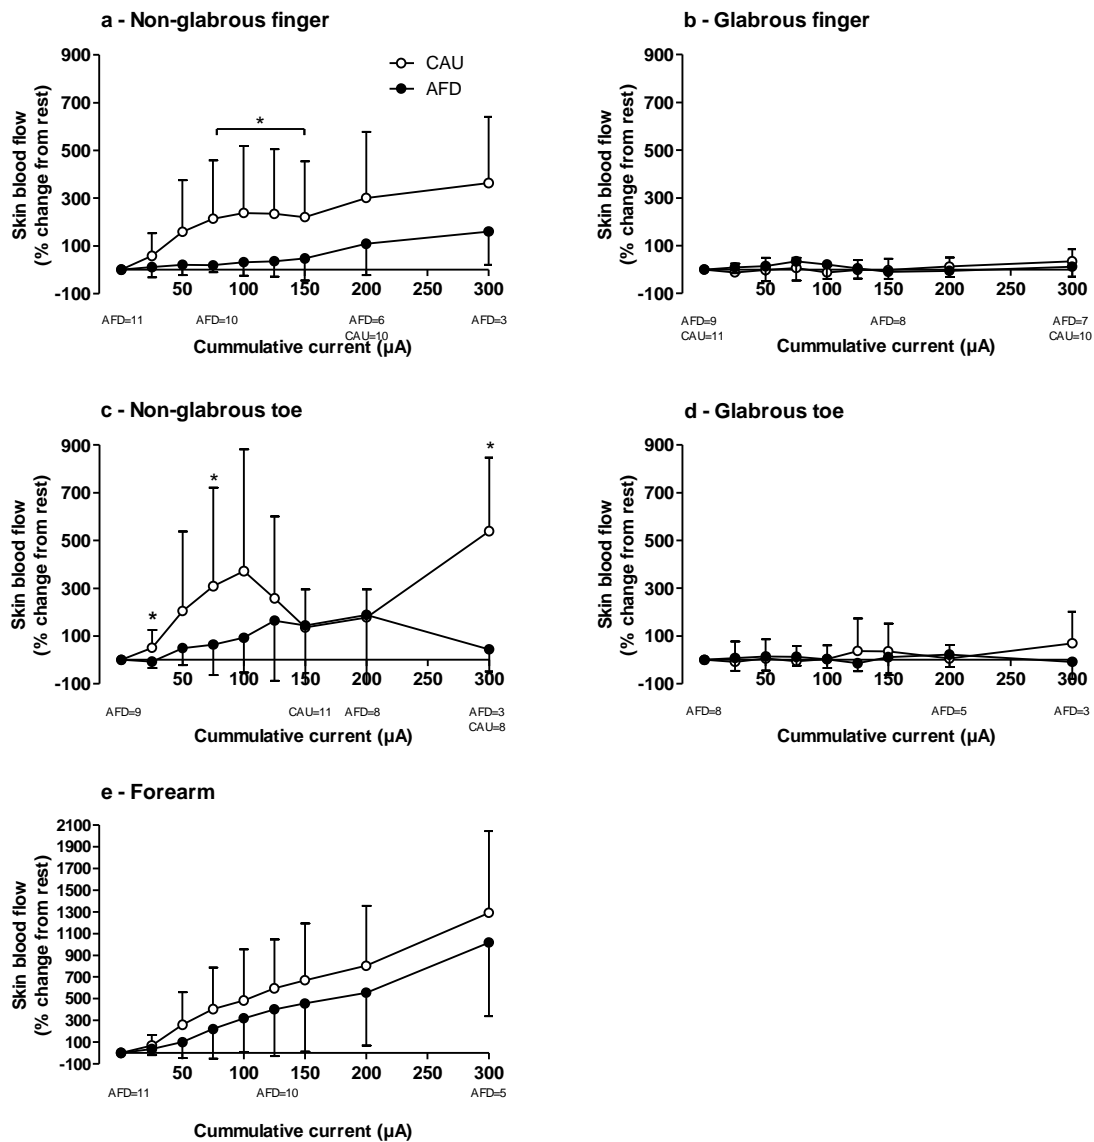 a - Non-glabrous finger
900
700
500
300
100
-100
Skin blood flow
(% change from rest)
CAU
AFD
*
50 100 150 200 250 300
AFD=11 AFD=10 AFD=6 AFD=3
CAU=10
Cummulative current (µA)
b - Glabrous finger
900
700
500
300
100
-100
Skin blood flow
(% change from rest)
50 100 150 200 250 300
AFD=9 AFD=8 AFD=7
CAU=11 CAU=10
Cummulative current (µA)
c - Non-glabrous toe
900
700
500
300
100
-100
Skin blood flow
(% change from rest)
*
*
*
50 100 150 200 250 300
AFD=9 CAU=11 AFD=8 AFD=3
CAU=8
Cummulative current (µA)
d - Glabrous toe
900
700
500
300
100
-100
Skin blood flow
(% change from rest)
50 100 150 200 250 300
AFD=8 AFD=5 AFD=3
Cummulative current (µA)
e - Forearm
2100
1900
1700
1500
1300
1100
900
700
500
300
100
-100
Skin blood flow
(% change from rest)
50 100 150 200 250 300
AFD=11 AFD=10 AFD=5
Cummulative current (µA)